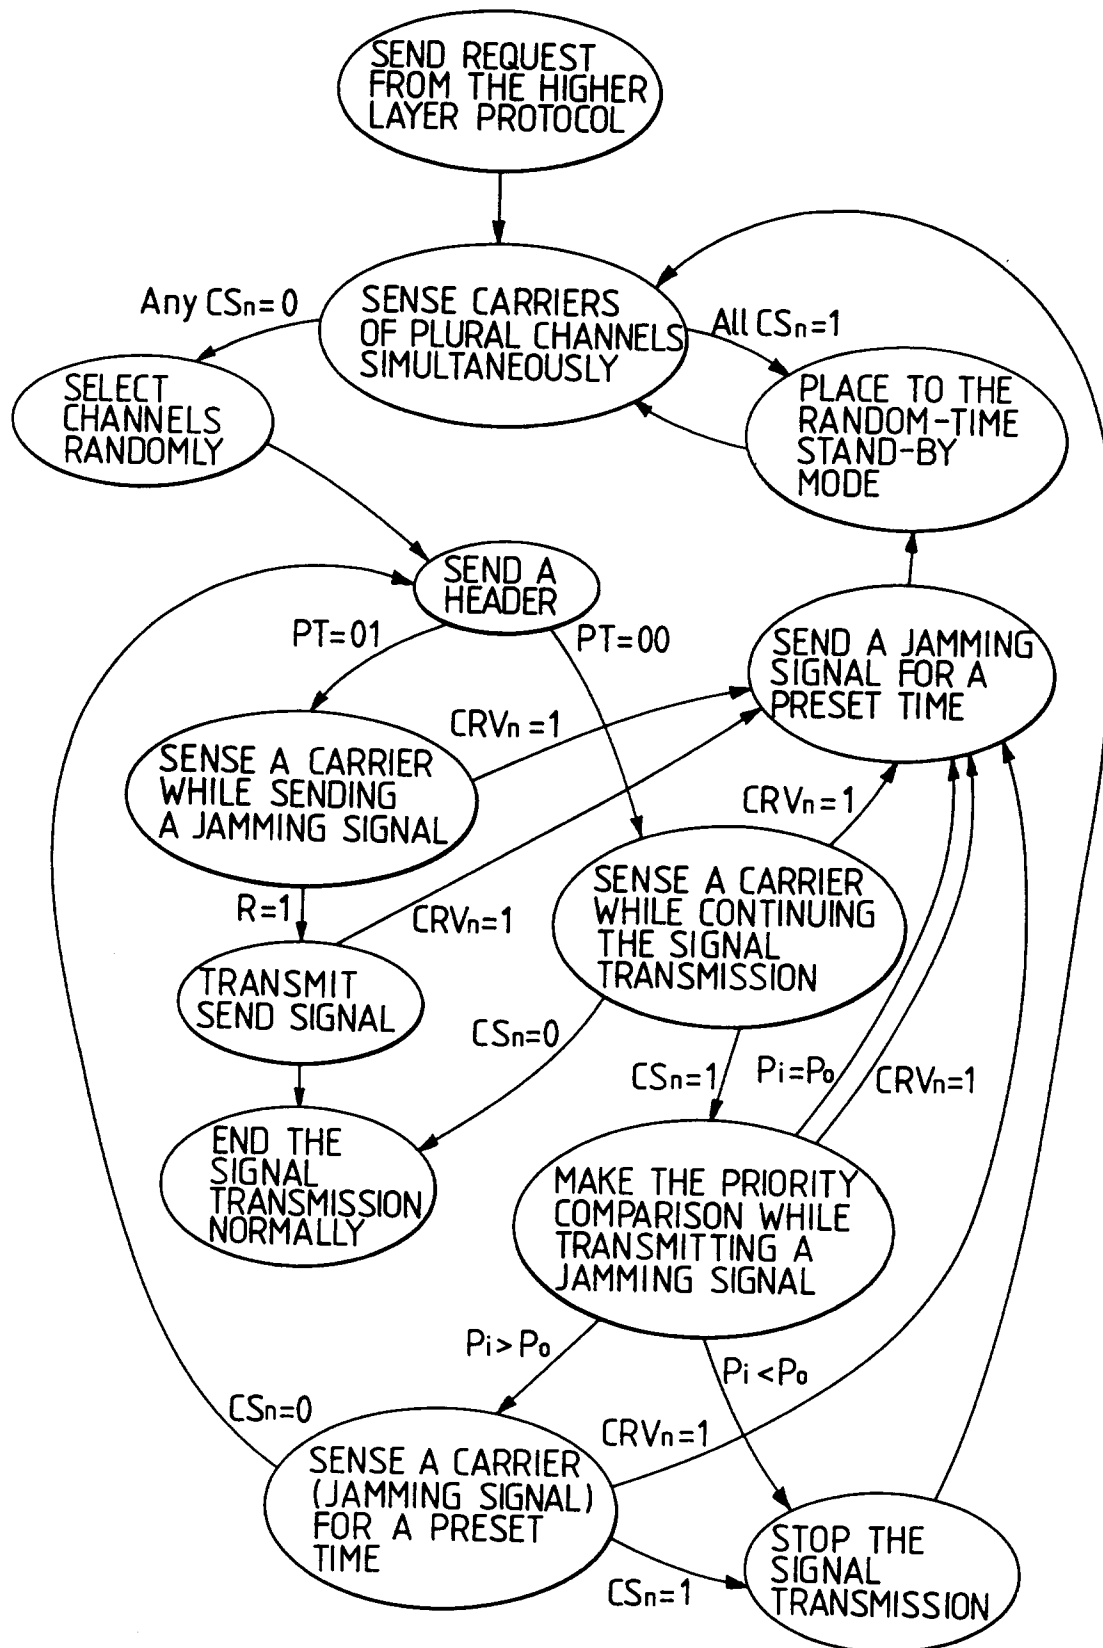 SEND REQUEST
FROM THE HIGHER
LAYER PROTOCOL
Any CSn=0
SENSE CARRIERS
OF PLURAL CHANNELS
SIMULTANEOUSLY
All CSn=1
SELECT
CHANNELS
RANDOMLY
PLACE TO THE
RANDOM-TIME
STAND-BY
MODE
SEND A
HEADER
PT=01
PT=00
SEND A JAMMING
SIGNAL FOR A
PRESET TIME
CRVn=1
SENSE A CARRIER
WHILE SENDING
A JAMMING SIGNAL
CRVn=1
SENSE A CARRIER
WHILE CONTINUING
THE SIGNAL
TRANSMISSION
R=1
CRVn=1
TRANSMIT
SEND SIGNAL
CSn=0
CSn=1
Pi=Po
CRVn=1
END THE
SIGNAL
TRANSMISSION
NORMALLY
MAKE THE PRIORITY
COMPARISON WHILE
TRANSMITTING A
JAMMING SIGNAL
Pi>Po
Pi<Po
CSn=0
CRVn=1
SENSE A CARRIER
(JAMMING SIGNAL)
FOR A PRESET
TIME
CSn=1
STOP THE
SIGNAL
TRANSMISSION